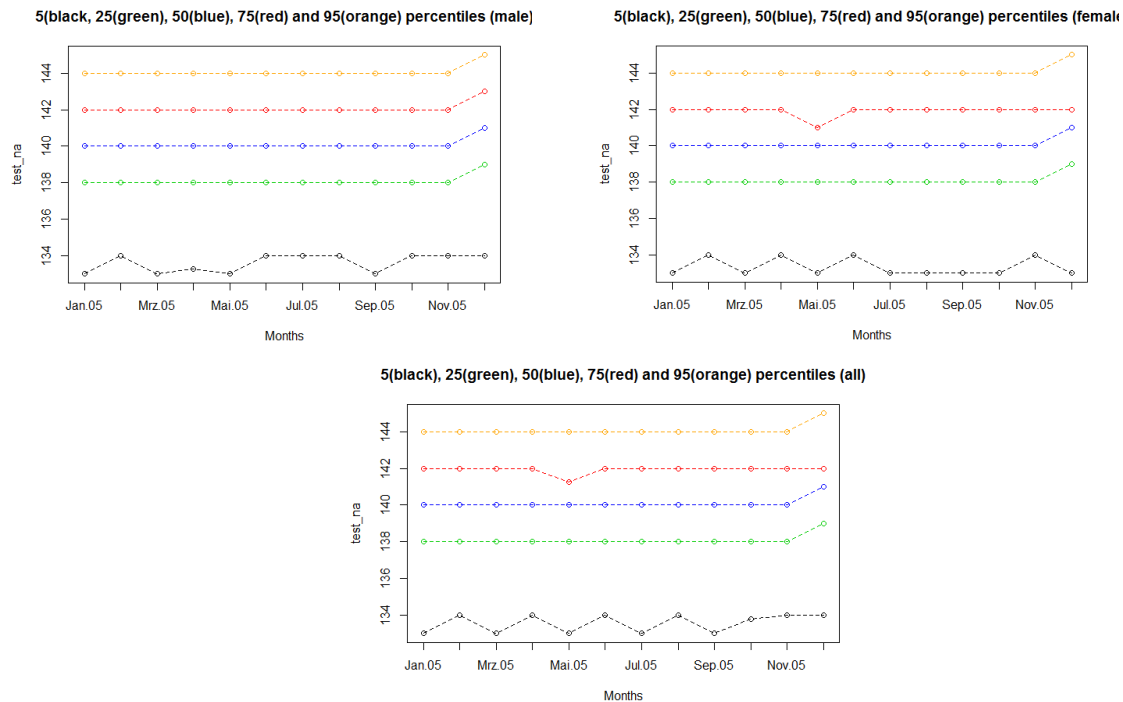 5(black), 25(green), 50(blue), 75(red) and 95(orange) percentiles (male)
test_na
144
142
140
138
136
134
Jan.05 Mrz.05 Mai.05 Jul.05 Sep.05 Nov.05
Months
5(black), 25(green), 50(blue), 75(red) and 95(orange) percentiles (female
test_na
144
142
140
138
136
134
Jan.05 Mrz.05 Mai.05 Jul.05 Sep.05 Nov.05
Months
5(black), 25(green), 50(blue), 75(red) and 95(orange) percentiles (all)
test_na
144
142
140
138
136
134
Jan.05 Mrz.05 Mai.05 Jul.05 Sep.05 Nov.05
Months